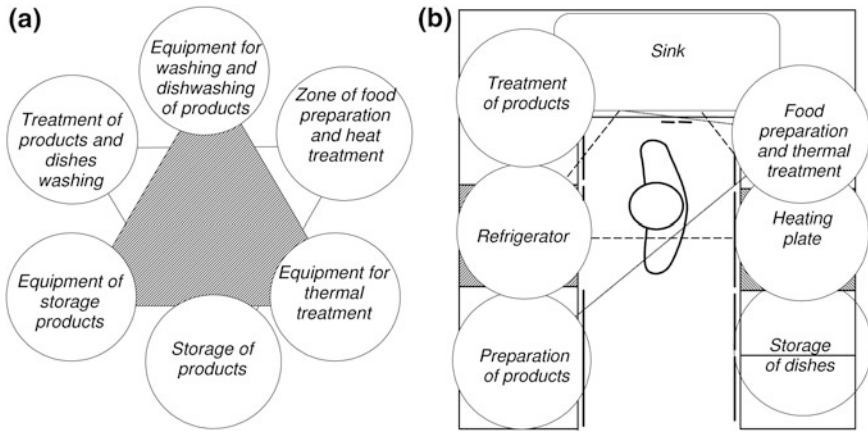 (a)
Equipment for
washing and
dishwashing
of products
Treatment of
products and
dishes
washing
Zone of food
preparation
and heat
treatment
Equipment of
storage
products
Equipment for
thermal
treatment
Storage of
products
(b)
Sink
Treatment
of products
Food
preparation
and thermal
treatment
Refrigerator
Heating
plate
Preparation
of products
Storage
of dishes